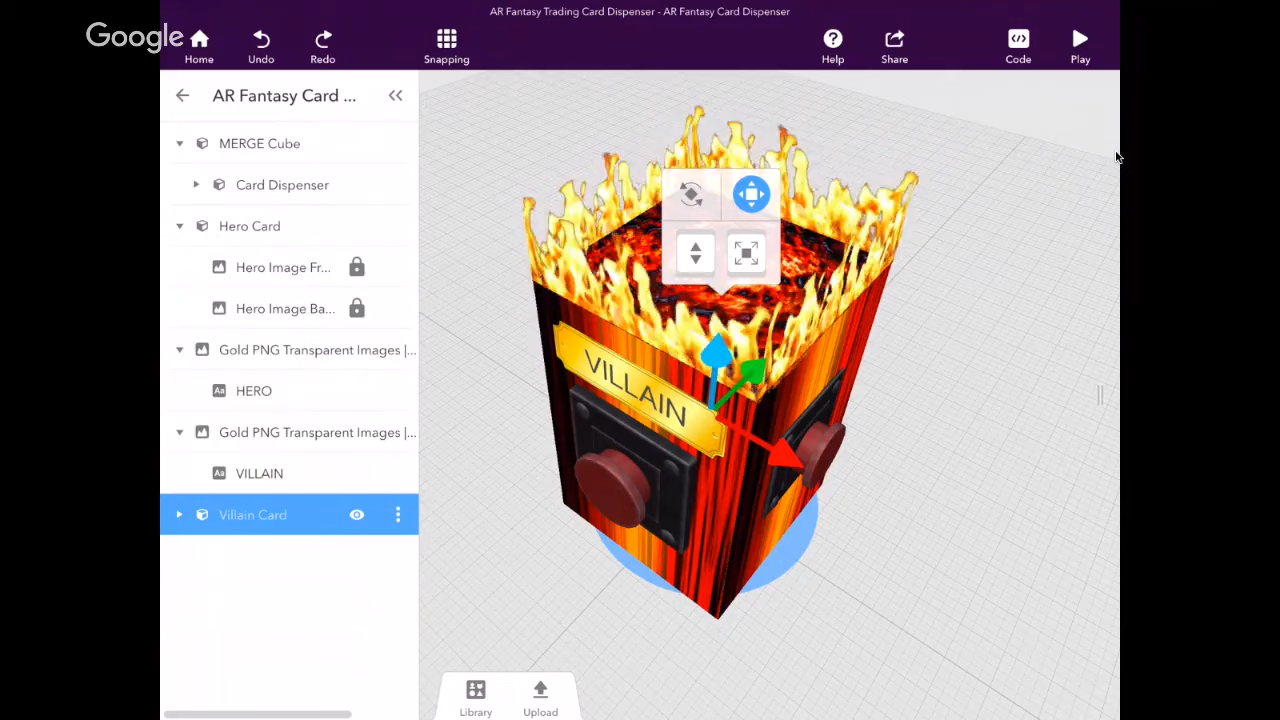 AR Fantasy Trading Card Dispenser - AR Fantasy Card Dispenser
Google
Home
Undo
Redo
Snapping
Help
Share
Code
Play
AR Fantasy Card ...
MERGE Cube
Card Dispenser
Hero Card
Hero Image Fr...
Hero Image Ba...
Gold PNG Transparent Images |...
Aa HERO
Gold PNG Transparent Images |...
Aa VILLAIN
Villain Card
VILLAIN
Library
Upload